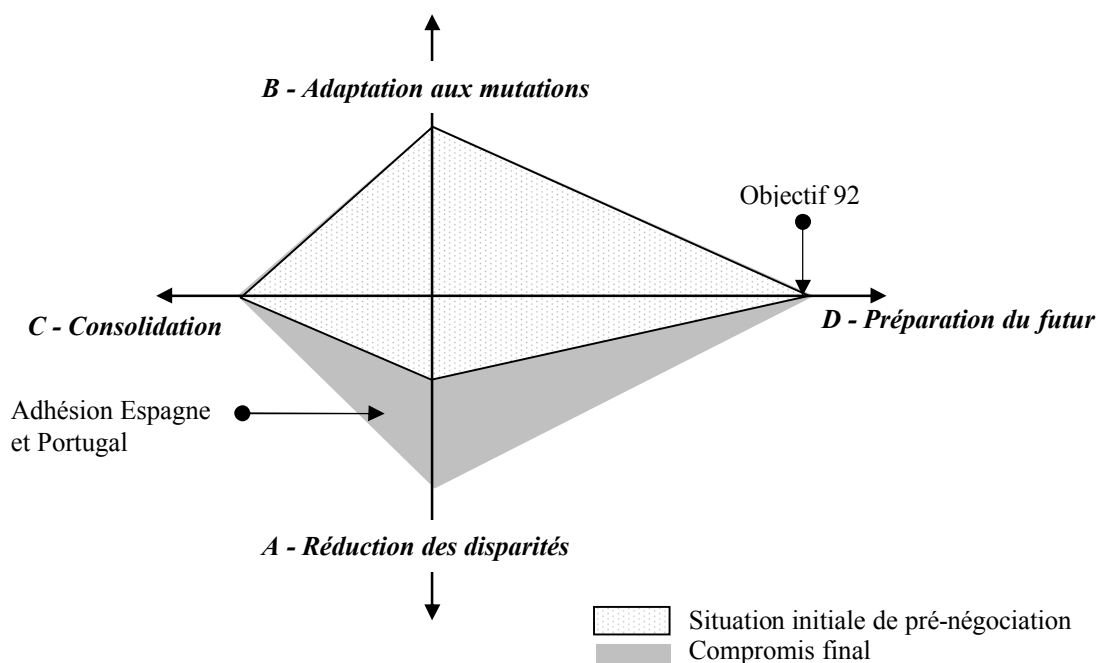 B - Adaptation aux mutations
Objectif 92
C - Consolidation
D - Préparation du futur
Adhésion Espagne
et Portugal
A - Réduction des disparités
Situation initiale de pré-négociation
Compromis final